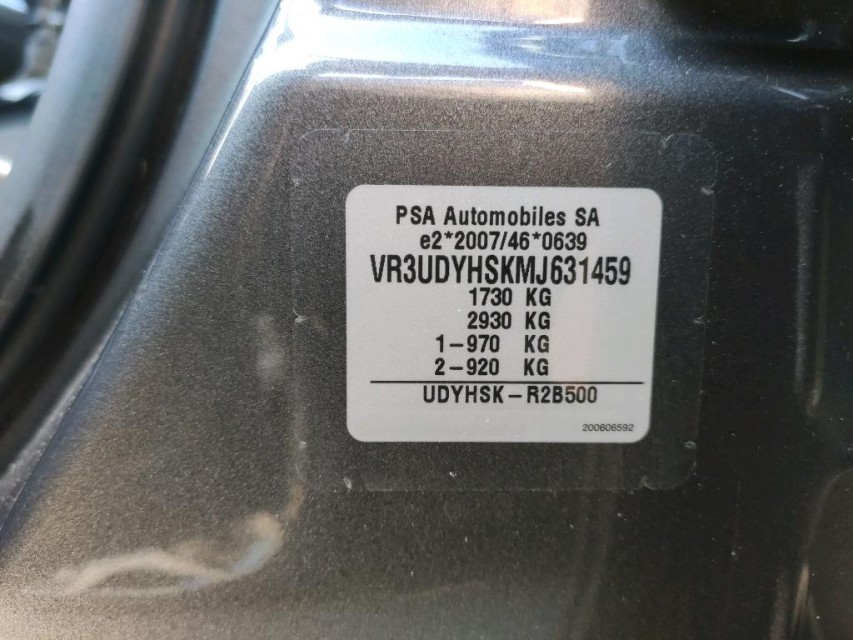 PSA Automobiles SA
e2*2007/46*0639
VR3UDYHSKMJ631459
1730 KG
2930 KG
1-970 KG
2-920 KG
UDYHSK-R2B500
200606592